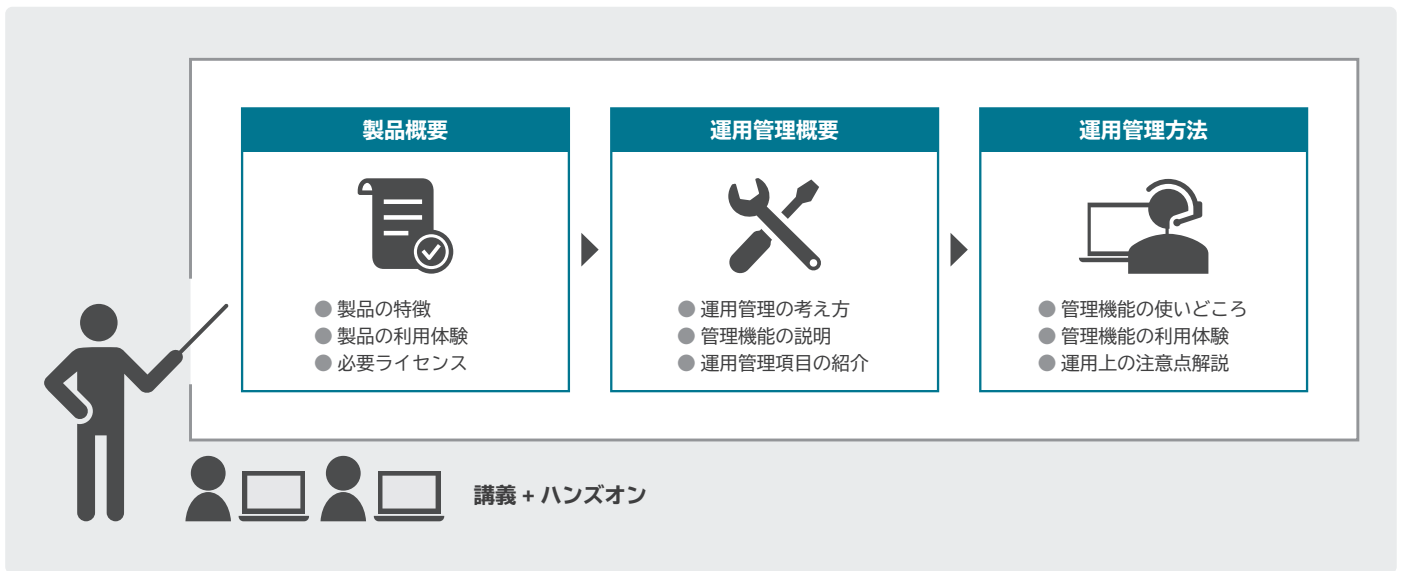 製品概要
● 製品の特徴
● 製品の利用体験
● 必要ライセンス
運用管理概要
● 運用管理の考え方
● 管理機能の説明
● 運用管理項目の紹介
運用管理方法
● 管理機能の使いどころ
● 管理機能の利用体験
● 運用上の注意点解説
講義 + ハンズオン